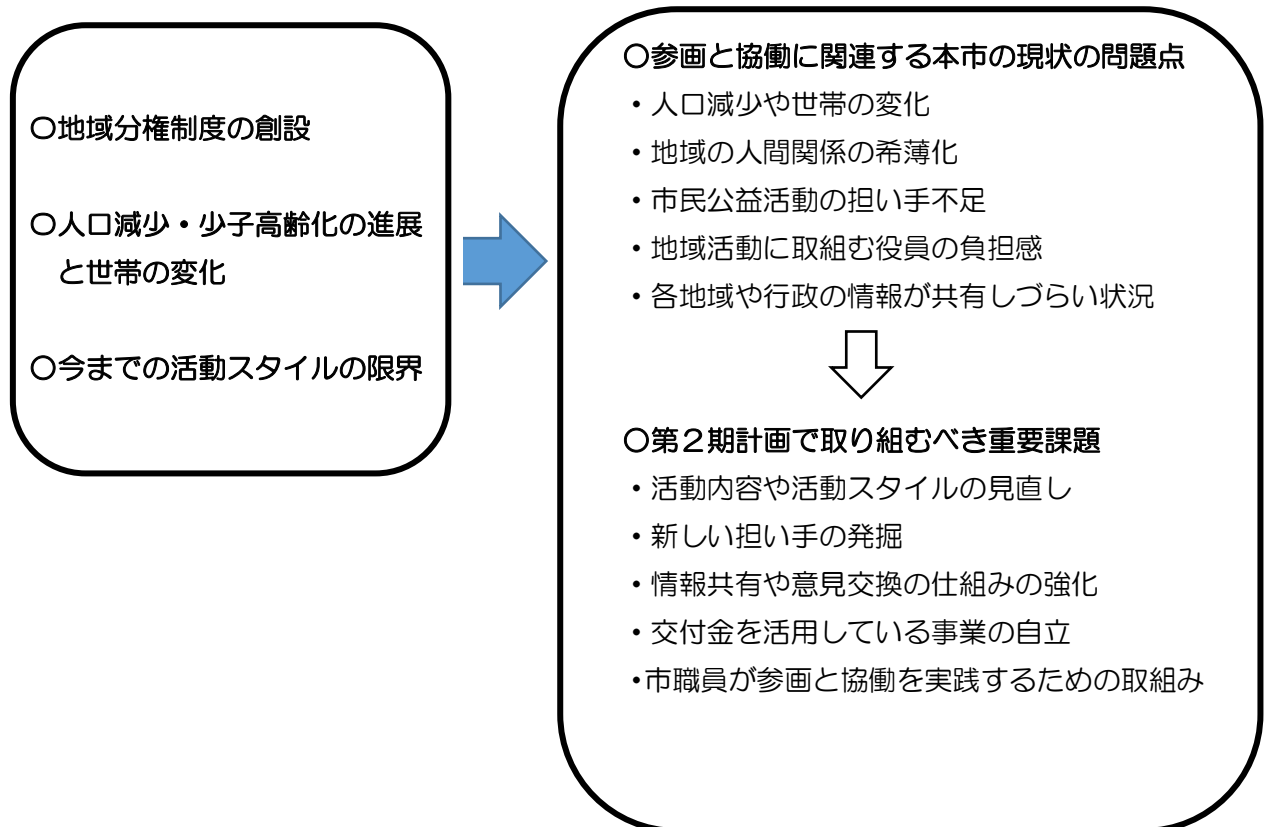 〇地域分権制度の創設
〇人口減少・少子高齢化の進展
と世帯の変化
〇今までの活動スタイルの限界
〇参画と協働に関連する本市の現状の問題点
・人口減少や世帯の変化
・地域の人間関係の希薄化
・市民公益活動の担い手不足
・地域活動に取組む役員の負担感
・各地域や行政の情報が共有しづらい状況
〇第２期計画で取り組むべき重要課題
・活動内容や活動スタイルの見直し
・新しい担い手の発掘
・情報共有や意見交換の仕組みの強化
・交付金を活用している事業の自立
・市職員が参画と協働を実践するための取組み